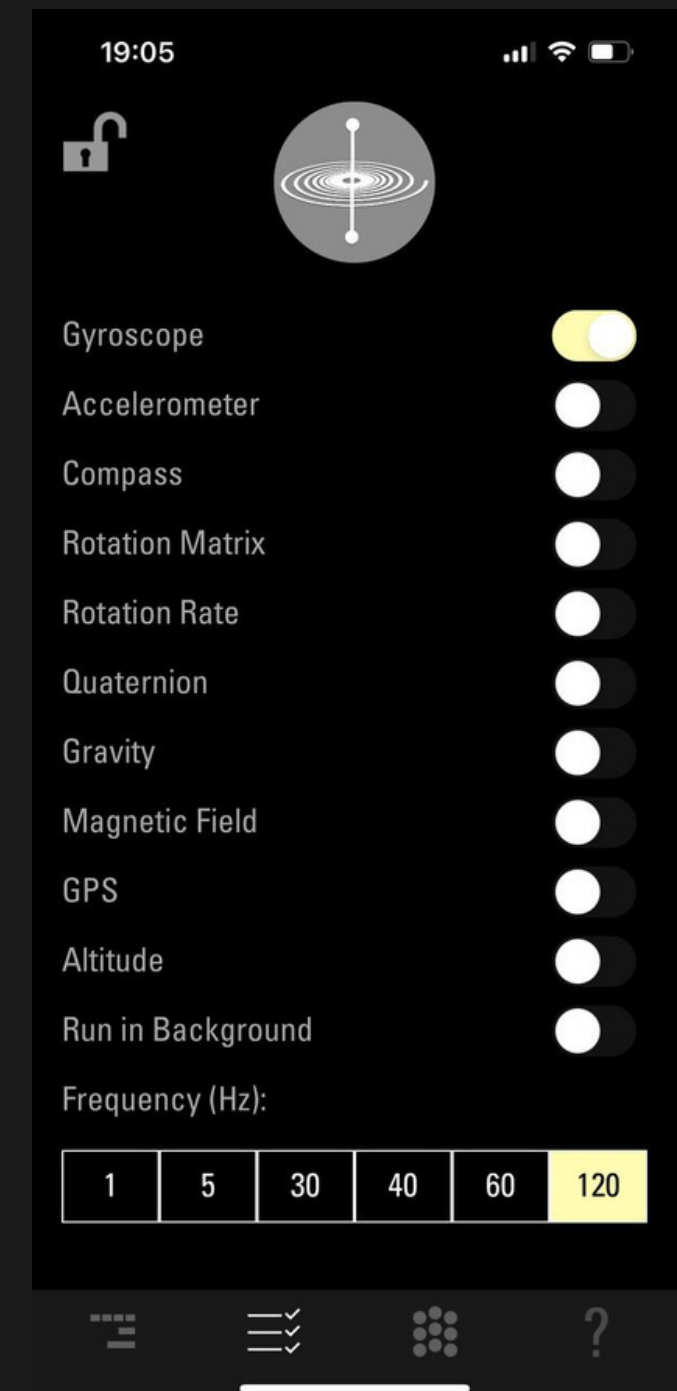 19:05
Gyroscope
Accelerometer
Compass
Rotation Matrix
Rotation Rate
Quaternion
Gravity
Magnetic Field
GPS
Altitude
Run in Background
Frequency (Hz):
1 5 30 40 60 120
?